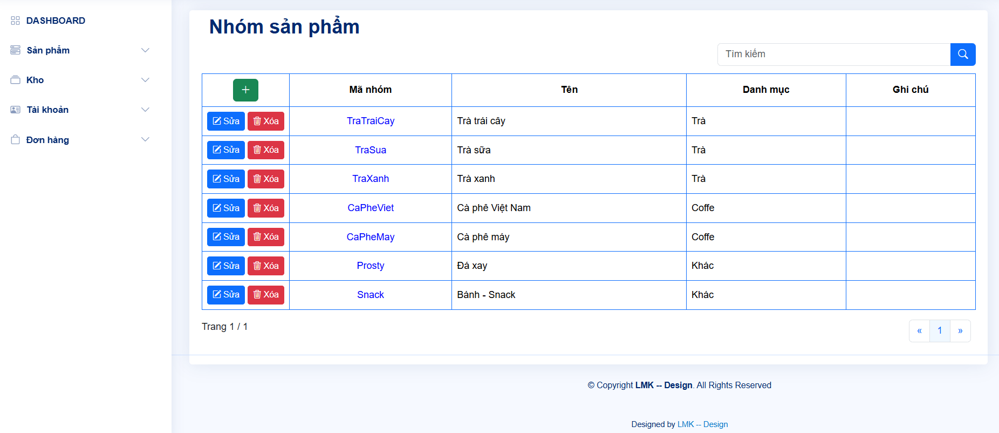 DASHBOARD
Sản phẩm
Kho
Tài khoản
Đơn hàng
Nhóm sản phẩm
Tìm kiếm
+ Mã nhóm Tên Danh mục Ghi chú
Sửa Xóa TraTraiCay Trà trái cây Trà
Sửa Xóa TraSua Trà sữa Trà
Sửa Xóa TraXanh Trà xanh Trà
Sửa Xóa CaPheViet Cà phê Việt Nam Coffe
Sửa Xóa CaPheMay Cà phê máy Coffe
Sửa Xóa Prosty Đá xay Khác
Sửa Xóa Snack Bánh - Snack Khác
Trang 1 / 1
« 1 »
© Copyright LMK -- Design. All Rights Reserved
Designed by LMK -- Design